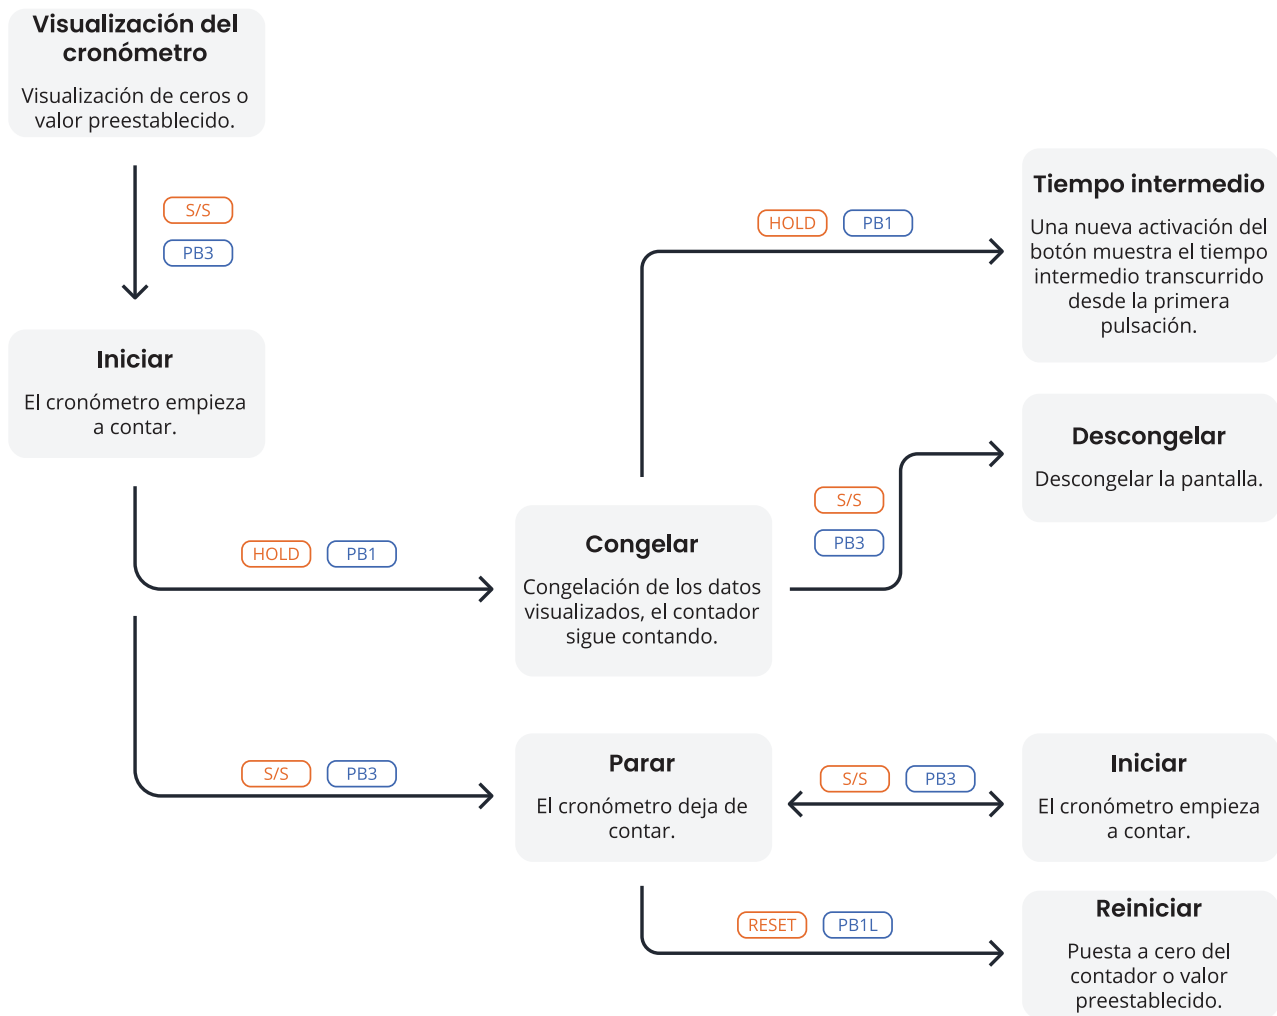 Visualización del
cronómetro
Visualización de ceros o
valor preestablecido.
S/S
PB3
Iniciar
El cronómetro empieza
a contar.
HOLD PB1
Congelar
Congelación de los datos
visualizados, el contador
sigue contando.
HOLD PB1
Tiempo intermedio
Una nueva activación del
botón muestra el tiempo
intermedio transcurrido
desde la primera
pulsación.
S/S
PB3
Descongelar
Descongelar la pantalla.
S/S PB3
Parar
El cronómetro deja de
contar.
S/S PB3
Iniciar
El cronómetro empieza
a contar.
RESET PB1L
Reiniciar
Puesta a cero del
contador o valor
preestablecido.